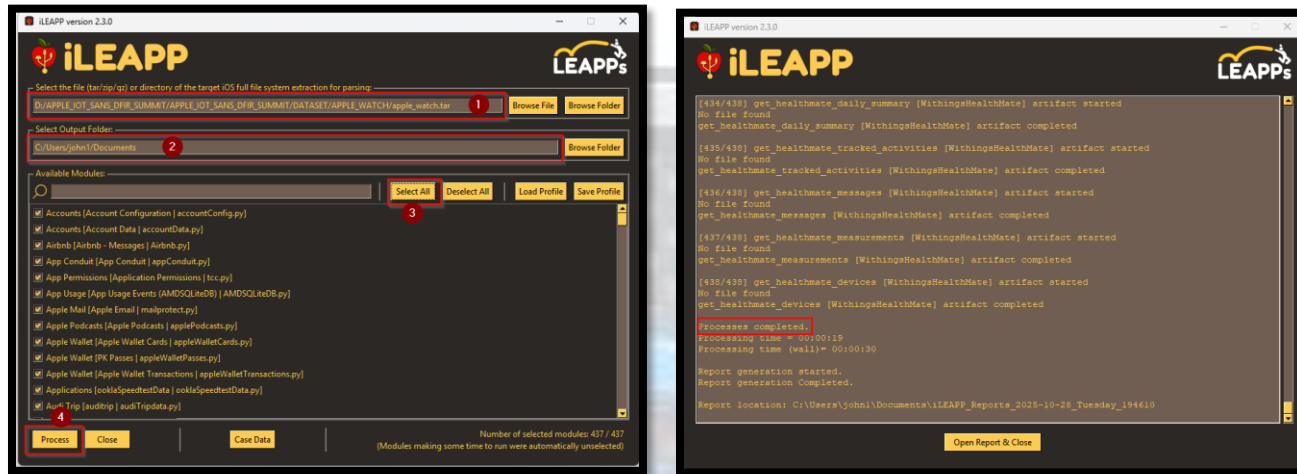 iLEAPP version 2.3.0
iLEAPP
LEAPPs
Select the file (tar/zip/gz) or directory of the target iOS full file system extraction for parsing:
D:/APPLE_IOT_SANS_DFIR_SUMMIT/APPLE_IOT_SANS_DFIR_SUMMIT/DATASET/APPLE_WATCH/apple_watch.tar 1 Browse File Browse Folder
Select Output Folder:
C:/Users/john1/Documents 2 Browse Folder
Available Modules:
Select All Deselect All Load Profile Save Profile
3
Accounts [Account Configuration | accountConfig.py]
Accounts [Account Data | accountData.py]
Airbnb [Airbnb - Messages | Airbnb.py]
App Conduit [App Conduit | appConduit.py]
App Permissions [Application Permissions | tcc.py]
App Usage [App Usage Events (AMDSQLiteDB) | AMDSQLiteDB.py]
Apple Mail [Apple Email | mailprotect.py]
Apple Podcasts [Apple Podcasts | applePodcasts.py]
Apple Wallet [Apple Wallet Cards | appleWalletCards.py]
Apple Wallet [PK Passes | appleWalletPasses.py]
Apple Wallet [Apple Wallet Transactions | appleWalletTransactions.py]
Applications [ooklaSpeedtestData | ooklaSpeedtestData.py]
Audi Trip [auditrip | audiTripdata.py]
4
Process Close Case Data Number of selected modules: 437 / 437
(Modules making some time to run were automatically unselected)
iLEAPP version 2.3.0
iLEAPP
LEAPPs
[434/438] get_healthmate_daily_summary [WithingsHealthMate] artifact started
No file found
get_healthmate_daily_summary [WithingsHealthMate] artifact completed
[435/438] get_healthmate_tracked_activities [WithingsHealthMate] artifact started
No file found
get_healthmate_tracked_activities [WithingsHealthMate] artifact completed
[436/438] get_healthmate_messages [WithingsHealthMate] artifact started
No file found
get_healthmate_messages [WithingsHealthMate] artifact completed
[437/438] get_healthmate_measurements [WithingsHealthMate] artifact started
No file found
get_healthmate_measurements [WithingsHealthMate] artifact completed
[438/438] get_healthmate_devices [WithingsHealthMate] artifact started
No file found
get_healthmate_devices [WithingsHealthMate] artifact completed
Processes completed.
Processing time = 00:00:19
Processing time (wall)= 00:00:30
Report generation started.
Report generation Completed.
Report location: C:\Users\john1\Documents\iLEAPP_Reports_2025-10-28_Tuesday_194610
Open Report & Close